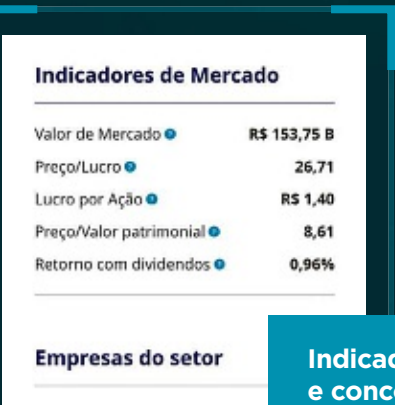 Indicadores de Mercado
Valor de Mercado R$ 153,75 B
Preço/Lucro 26,71
Lucro por Ação R$ 1,40
Preço/Valor patrimonial 8,61
Retorno com dividendos 0,96%
Empresas do setor